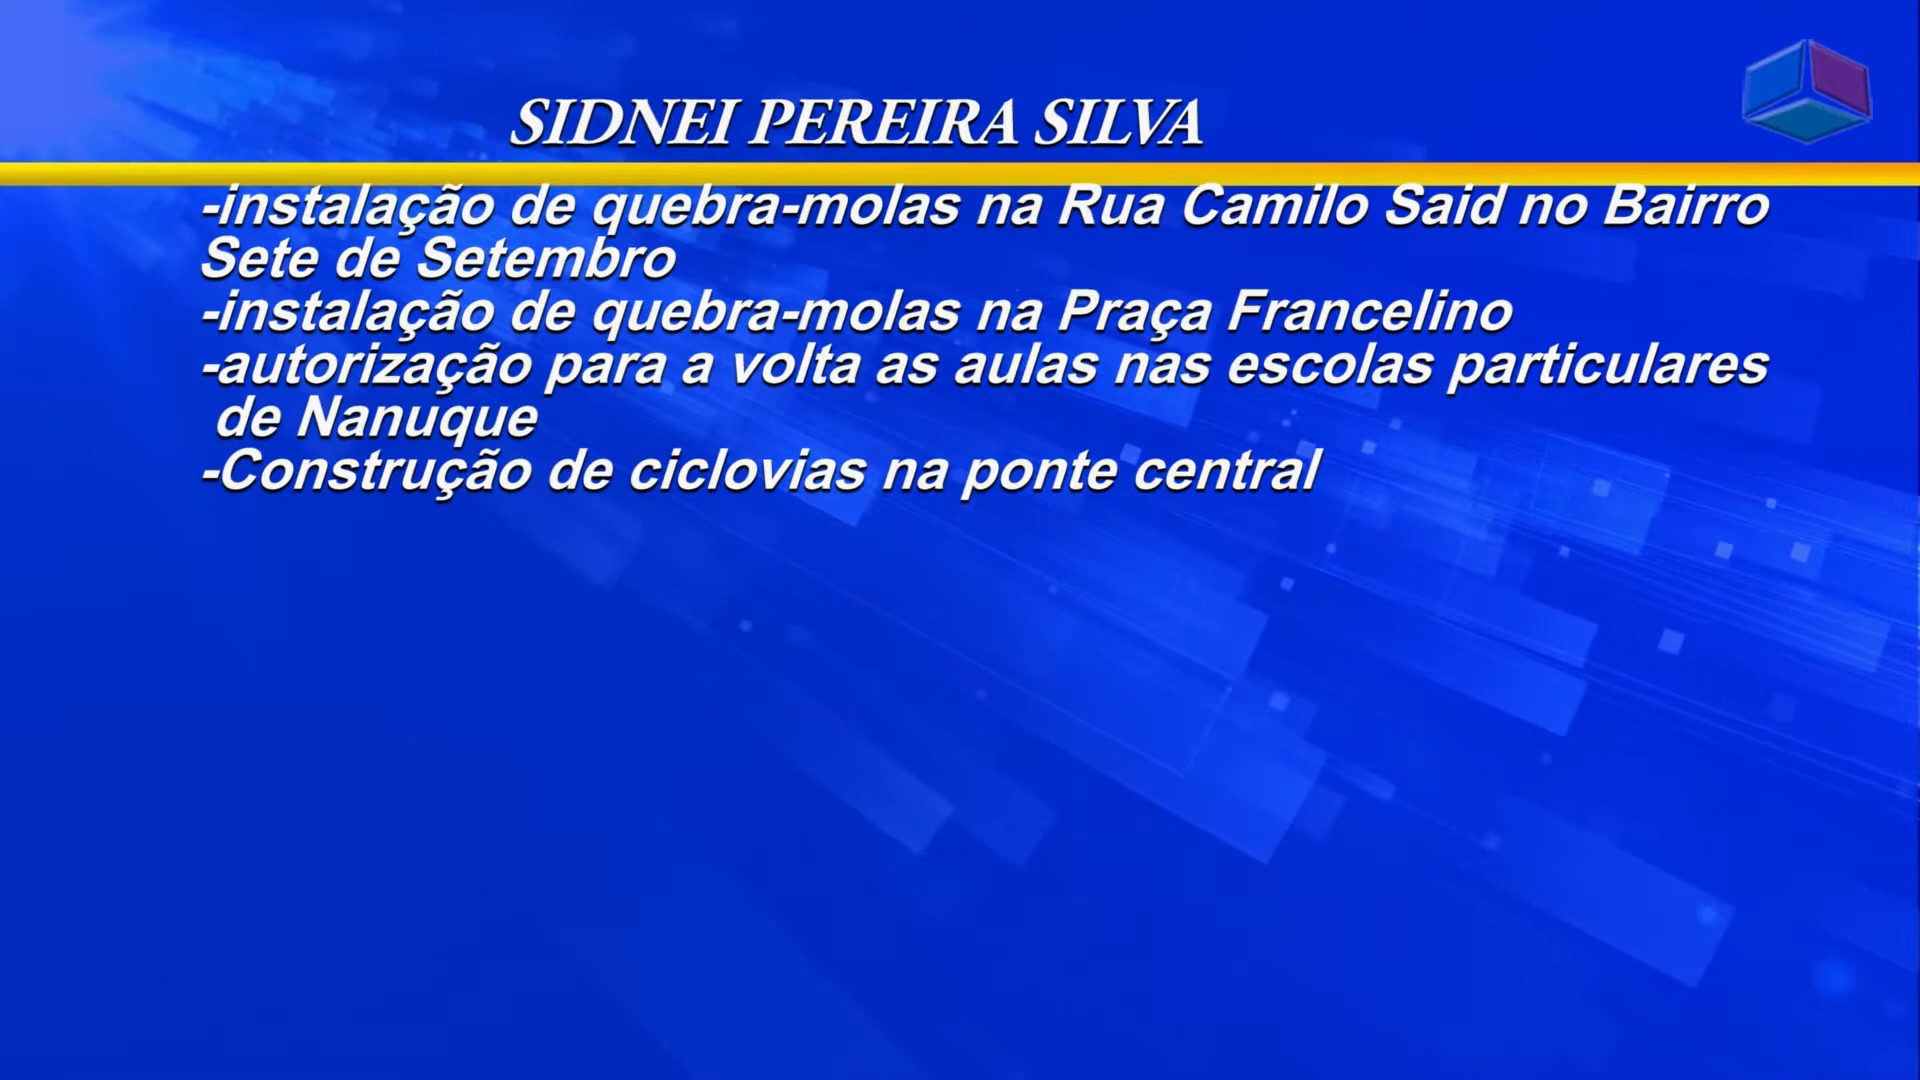 SIDNEI PEREIRA SILVA
-instalação de quebra-molas na Rua Camilo Said no Bairro
Sete de Setembro
-instalação de quebra-molas na Praça Francelino
-autorização para a volta as aulas nas escolas particulares
de Nanuque
-Construção de ciclovias na ponte central